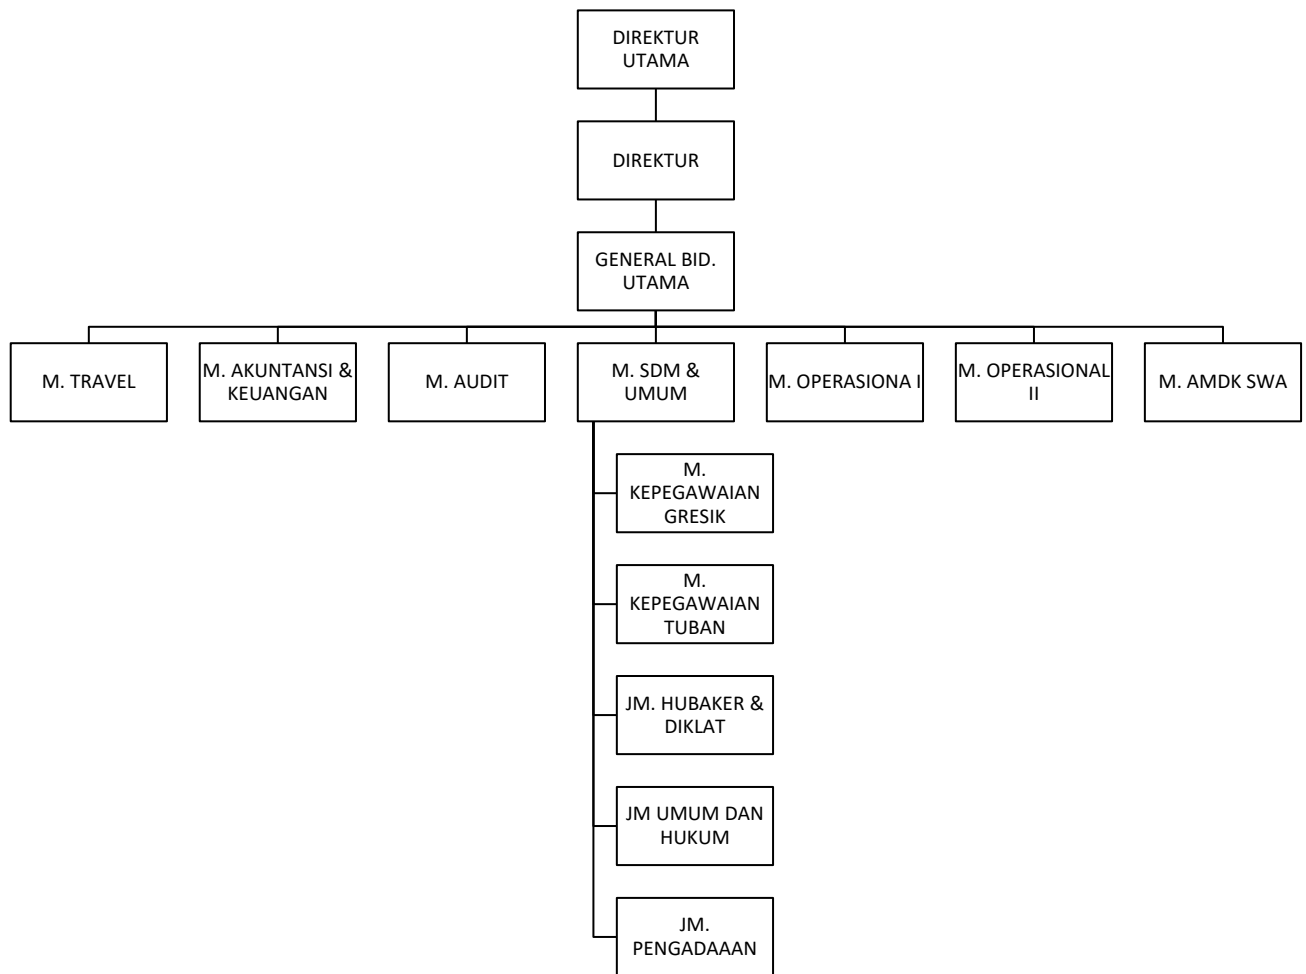 DIREKTUR
UTAMA
DIREKTUR
GENERAL BID.
UTAMA
M. TRAVEL
M. AKUNTANSI &
KEUANGAN
M. AUDIT
M. SDM &
UMUM
M. OPERASIONA I
M. OPERASIONAL
II
M. AMDK SWA
M.
KEPEGAWAIAN
GRESIK
M.
KEPEGAWAIAN
TUBAN
JM. HUBAKER &
DIKLAT
JM UMUM DAN
HUKUM
JM.
PENGADAAAN